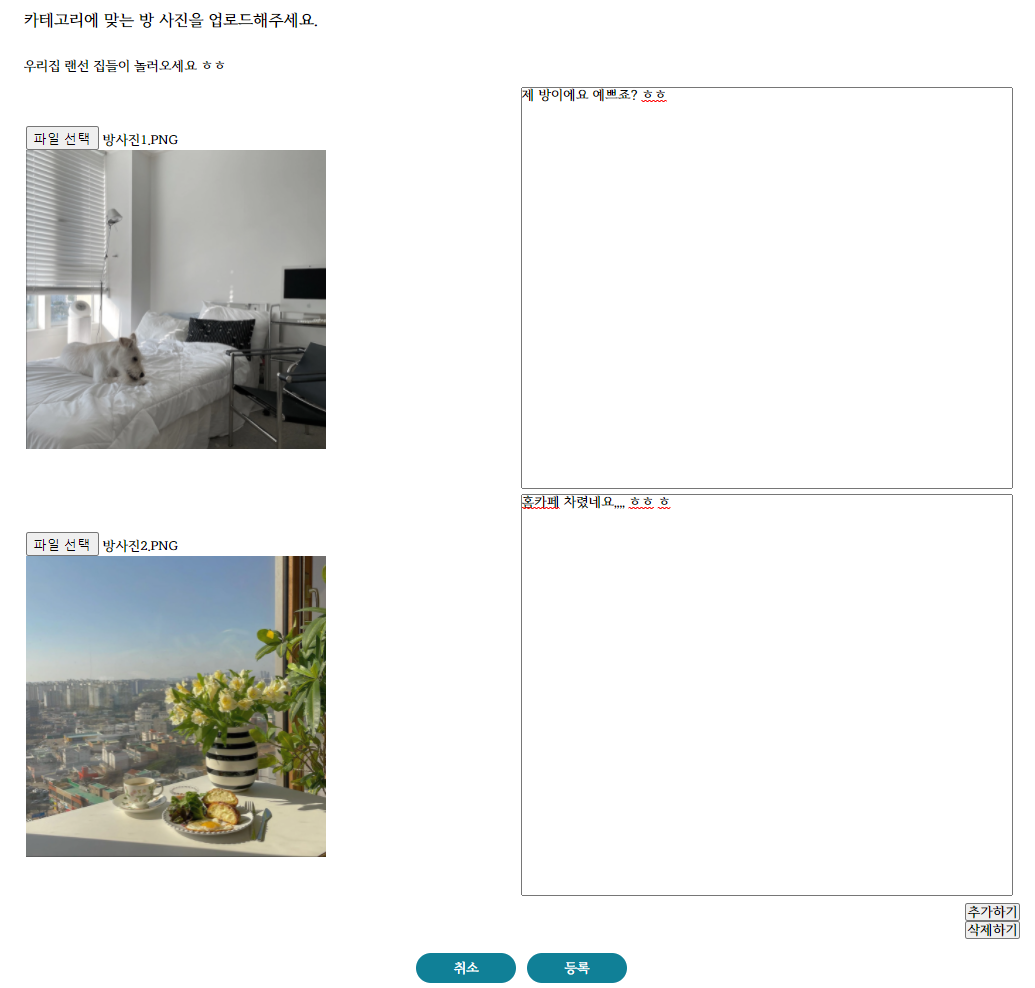 카테고리에 맞는 방 사진을 업로드해주세요.
우리집 랜선 집들이 놀러오세요 ㅎㅎ
제 방이에요 예쁘죠? ㅎㅎ
파일 선택 방사진1.PNG
홈카페 차렸네요,,,, ㅎㅎ ㅎ
파일 선택 방사진2.PNG
추가하기
삭제하기
취소 등록